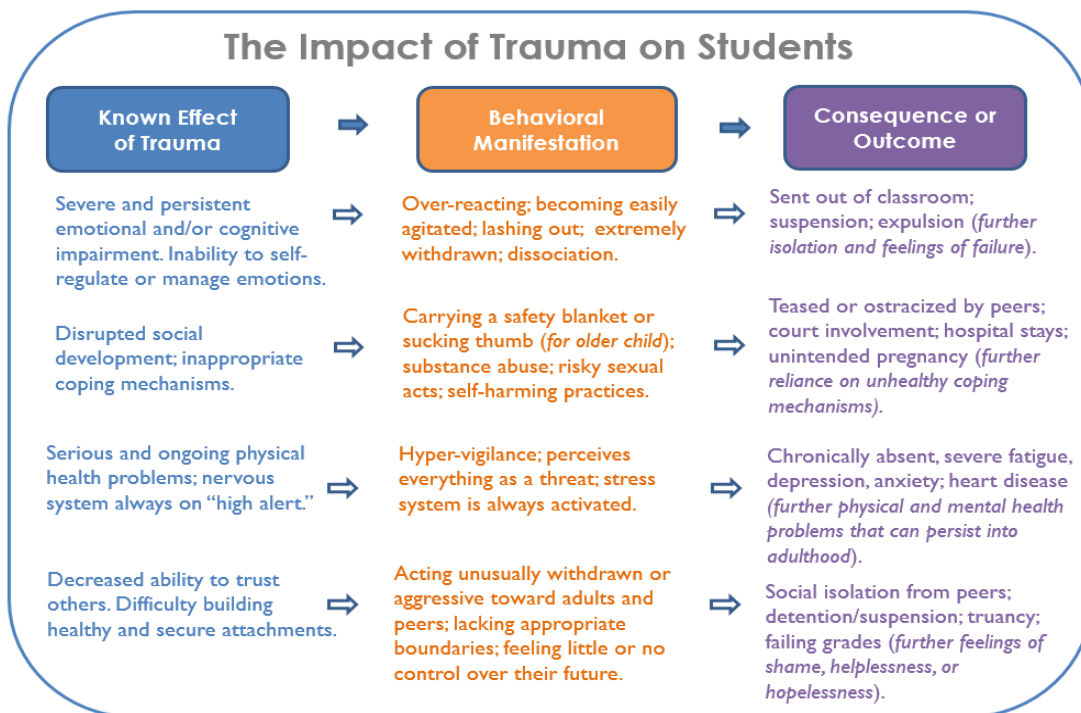 The Impact of Trauma on Students
Known Effect
of Trauma
Behavioral
Manifestation
Consequence or
Outcome
Severe and persistent
emotional and/or cognitive
impairment. Inability to self-
regulate or manage emotions.
Over-reacting; becoming easily
agitated; lashing out; extremely
withdrawn; dissociation.
Sent out of classroom;
suspension; expulsion (further
isolation and feelings of failure).
Disrupted social
development; inappropriate
coping mechanisms.
Carrying a safety blanket or
sucking thumb (for older child);
substance abuse; risky sexual
acts; self-harming practices.
Teased or ostracized by peers;
court involvement; hospital stays;
unintended pregnancy (further
reliance on unhealthy coping
mechanisms).
Serious and ongoing physical
health problems; nervous
system always on “high alert.”
Hyper-vigilance; perceives
everything as a threat; stress
system is always activated.
Chronically absent, severe fatigue,
depression, anxiety; heart disease
(further physical and mental health
problems that can persist into
adulthood).
Decreased ability to trust
others. Difficulty building
healthy and secure attachments.
Acting unusually withdrawn or
aggressive toward adults and
peers; lacking appropriate
boundaries; feeling little or no
control over their future.
Social isolation from peers;
detention/suspension; truancy;
failing grades (further feelings of
shame, helplessness, or
hopelessness).